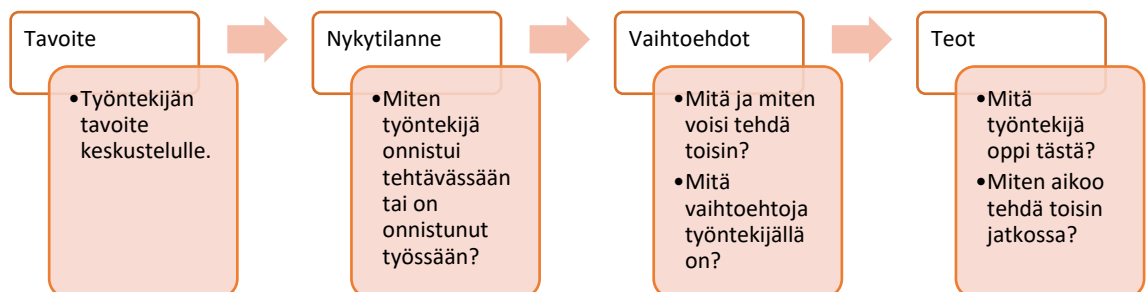 Tavoite
•Työntekijän
tavoite
keskustelulle.
Nykytilanne
•Miten
työntekijä
onnistui
tehtävässään
tai on
onnistunut
työssään?
Vaihtoehdot
•Mitä ja miten
voisi tehdä
toisin?
•Mitä
vaihtoehtoja
työntekijällä
on?
Teot
•Mitä
työntekijä
oppi tästä?
•Miten aikoo
tehdä toisin
jatkossa?